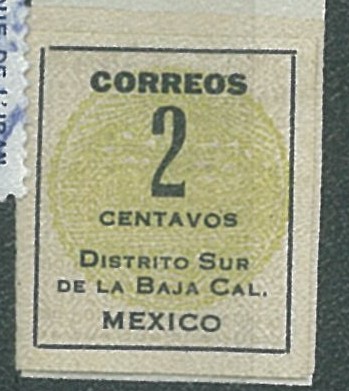 CORREOS
2
CENTAVOS
DISTRITO SUR
DE LA BAJA CAL.
MEXICO